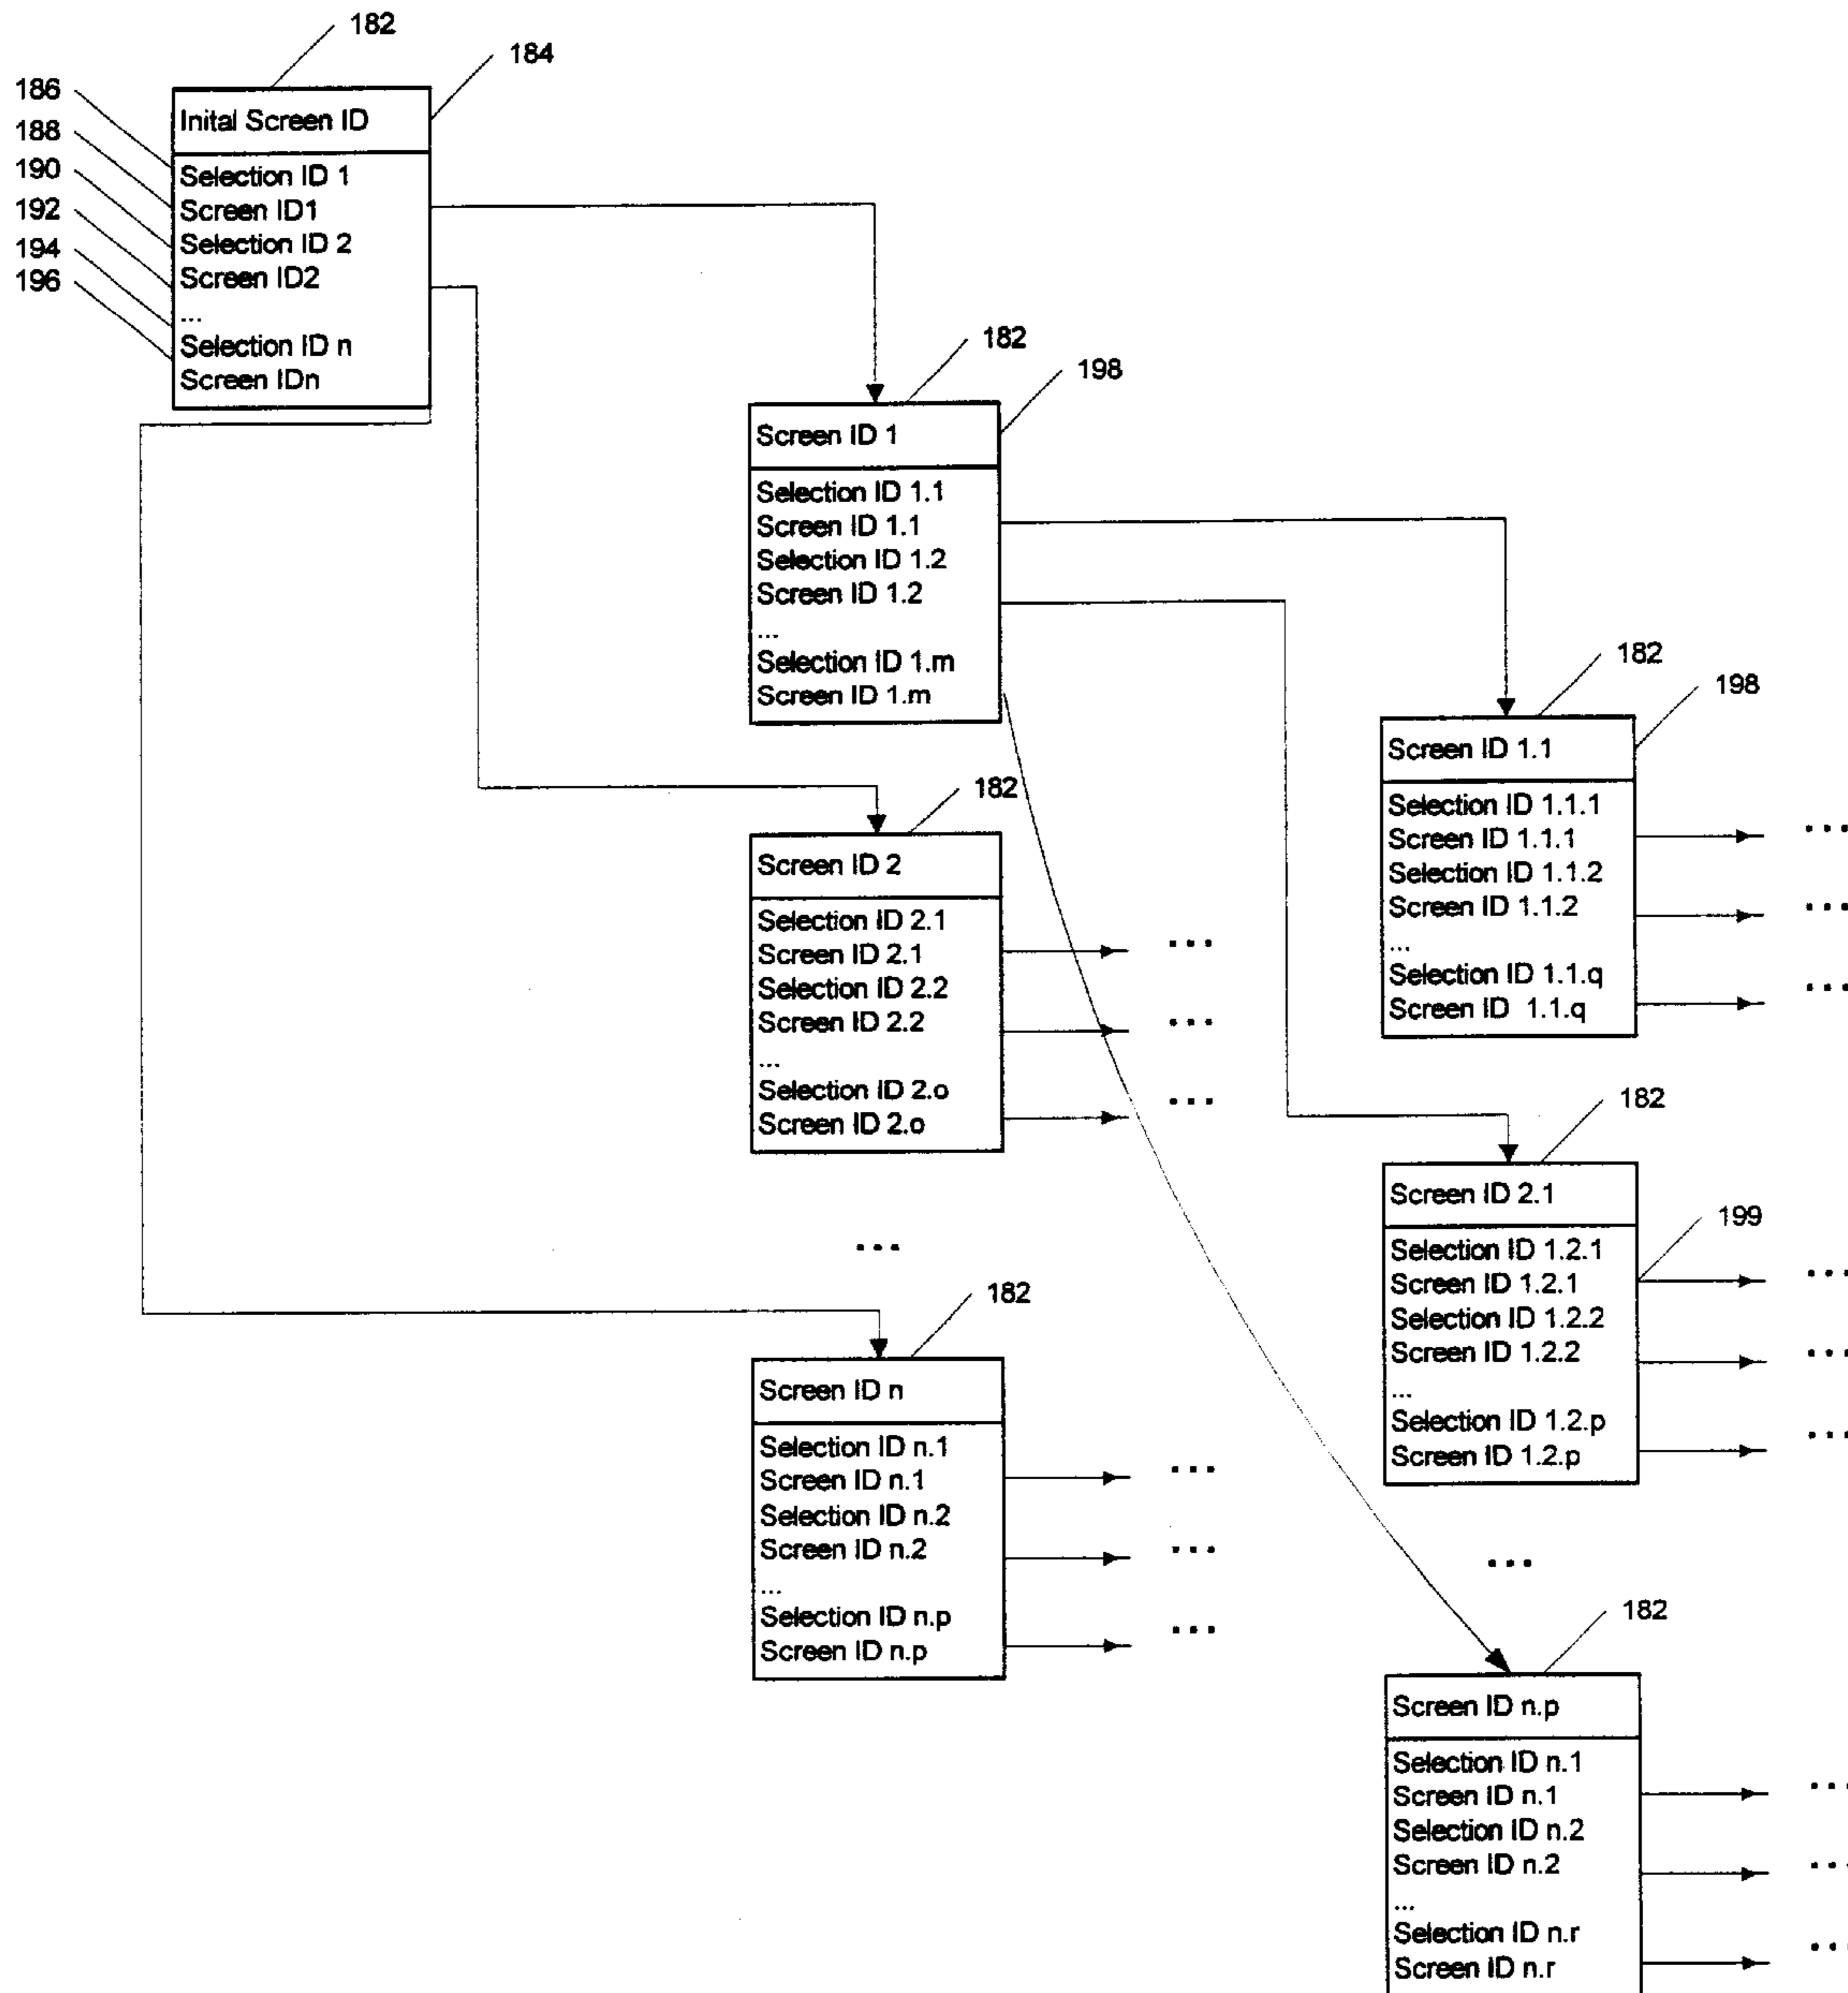 182
184
186
188
190
192
194
196
Inital Screen ID
Selection ID 1
Screen ID1
Selection ID 2
Screen ID2
...
Selection ID n
Screen IDn
182
198
Screen ID 1
Selection ID 1.1
Screen ID 1.1
Selection ID 1.2
Screen ID 1.2
...
Selection ID 1.m
Screen ID 1.m
182
198
Screen ID 1.1
Selection ID 1.1.1
Screen ID 1.1.1
Selection ID 1.1.2
Screen ID 1.1.2
...
Selection ID 1.1.q
Screen ID 1.1.q
...
...
...
182
Screen ID 2
Selection ID 2.1
Screen ID 2.1
Selection ID 2.2
Screen ID 2.2
...
Selection ID 2.o
Screen ID 2.o
...
...
...
182
Screen ID 2.1
199
Selection ID 1.2.1
Screen ID 1.2.1
Selection ID 1.2.2
Screen ID 1.2.2
...
Selection ID 1.2.p
Screen ID 1.2.p
...
...
...
...
182
Screen ID n
Selection ID n.1
Screen ID n.1
Selection ID n.2
Screen ID n.2
...
Selection ID n.p
Screen ID n.p
...
...
...
...
182
Screen ID n.p
Selection ID n.1
Screen ID n.1
Selection ID n.2
Screen ID n.2
...
Selection ID n.r
Screen ID n.r
...
...
...